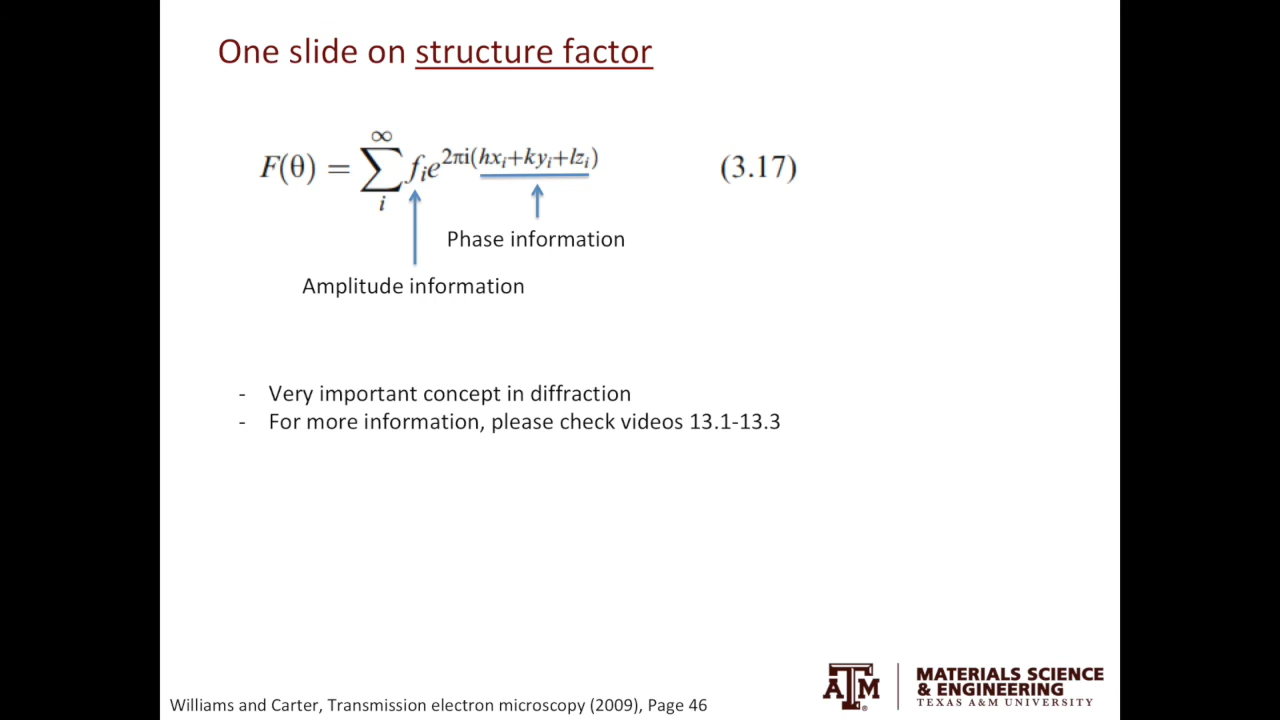 One slide on structure factor
F(θ) = ∑_i^∞ f_i e^{2πi(hx_i+ky_i+lz_i)} (3.17)
Phase information
Amplitude information
- Very important concept in diffraction
- For more information, please check videos 13.1-13.3
Williams and Carter, Transmission electron microscopy (2009), Page 46
ATM
®
MATERIALS SCIENCE
& ENGINEERING
TEXAS A&M UNIVERSITY